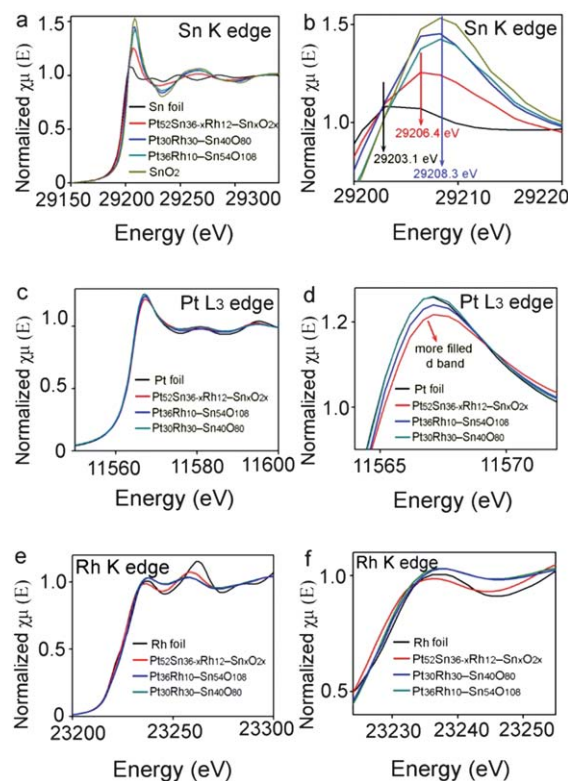 a
Sn K edge
Normalized χμ (E)
1.5
1.0
0.5
0
Sn foil
Pt52Sn36-xRh12–SnxO2x
Pt30Rh30–Sn40O80
Pt36Rh10–Sn54O108
SnO2
29150 29200 29250 29300
Energy (eV)
b
Sn K edge
Normalized χμ (E)
1.5
1.0
29206.4 eV
29203.1 eV
29208.3 eV
29200 29210 29220
Energy (eV)
c
Pt L3 edge
Normalized χμ (E)
1.0
0
Pt foil
Pt52Sn36-xRh12–SnxO2x
Pt36Rh10–Sn54O108
Pt30Rh30–Sn40O80
11560 11580 11600
Energy (eV)
d
Pt L3 edge
Normalized χμ (E)
1.2
1.0
more filled
d band
Pt foil
Pt52Sn36-xRh12–SnxO2x
Pt36Rh10–Sn54O108
Pt30Rh30–Sn40O80
11565 11570
Energy (eV)
e
Rh K edge
Normalized χμ (E)
1.0
0.5
0
Rh foil
Pt52Sn36-xRh12–SnxO2x
Pt36Rh10–Sn54O108
Pt30Rh30–Sn40O80
23200 23250 23300
Energy (eV)
f
Rh K edge
Normalized χμ (E)
1.0
0.5
Rh foil
Pt52Sn36-xRh12–SnxO2x
Pt30Rh30–Sn40O80
Pt36Rh10–Sn54O108
23230 23240 23250
Energy (eV)